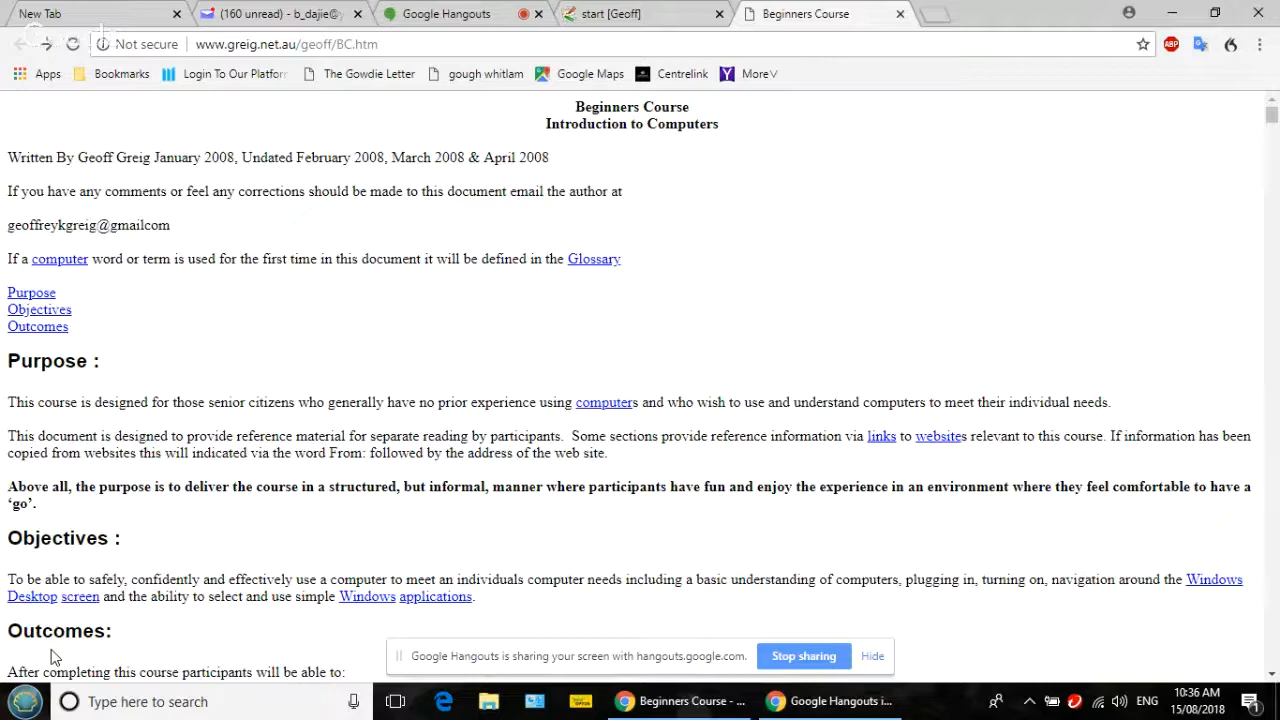 New Tab
(160 unread) - b_dajie@y
Google Hangouts
start [Geoff]
Beginners Course
Not secure
www.greig.net.au/geoff/BC.htm
ABP
Apps
Bookmarks
Login To Our Platfor
The Gowdie Letter
gough whitlam
Google Maps
Centrelink
More∨
Beginners Course
Introduction to Computers
Written By Geoff Greig January 2008, Undated February 2008, March 2008 & April 2008
If you have any comments or feel any corrections should be made to this document email the author at
geoffreykgreig@gmailcom
If a computer word or term is used for the first time in this document it will be defined in the Glossary
Purpose
Objectives
Outcomes
Purpose :
This course is designed for those senior citizens who generally have no prior experience using computers and who wish to use and understand computers to meet their individual needs.
This document is designed to provide reference material for separate reading by participants.  Some sections provide reference information via links to websites relevant to this course. If information has been
copied from websites this will indicated via the word From: followed by the address of the web site.
Above all, the purpose is to deliver the course in a structured, but informal, manner where participants have fun and enjoy the experience in an environment where they feel comfortable to have a
‘go’.
Objectives :
To be able to safely, confidently and effectively use a computer to meet an individuals computer needs including a basic understanding of computers, plugging in, turning on, navigation around the Windows
Desktop screen and the ability to select and use simple Windows applications.
Outcomes:
After completing this course participants will be able to:
Google Hangouts is sharing your screen with hangouts.google.com.
Stop sharing
Hide
Type here to search
Beginners Course - ...
Google Hangouts i...
ENG
10:36 AM
15/08/2018